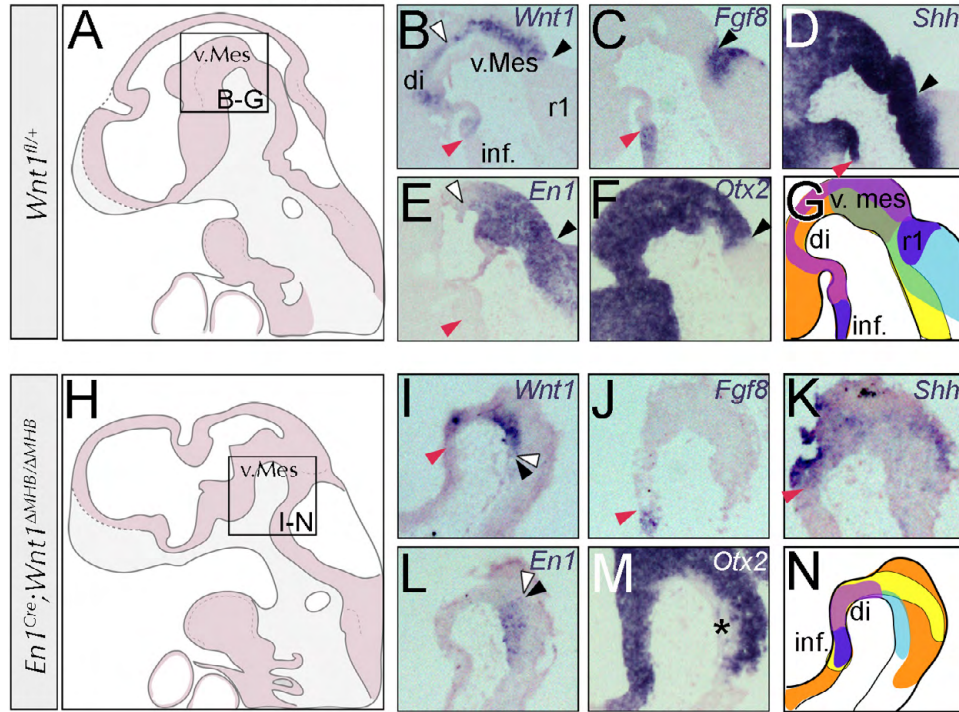 Wnt1fl/+
A
v.Mes
B-G
B
Wnt1
di
v.Mes
r1
inf.
C
Fgf8
D
Shh
E
En1
F
Otx2
G
v. mes
di
r1
inf.
En1Cre;Wnt1ΔMHB/ΔMHB
H
v.Mes
I-N
I
Wnt1
J
Fgf8
K
Shh
L
En1
M
Otx2
*
N
di
inf.